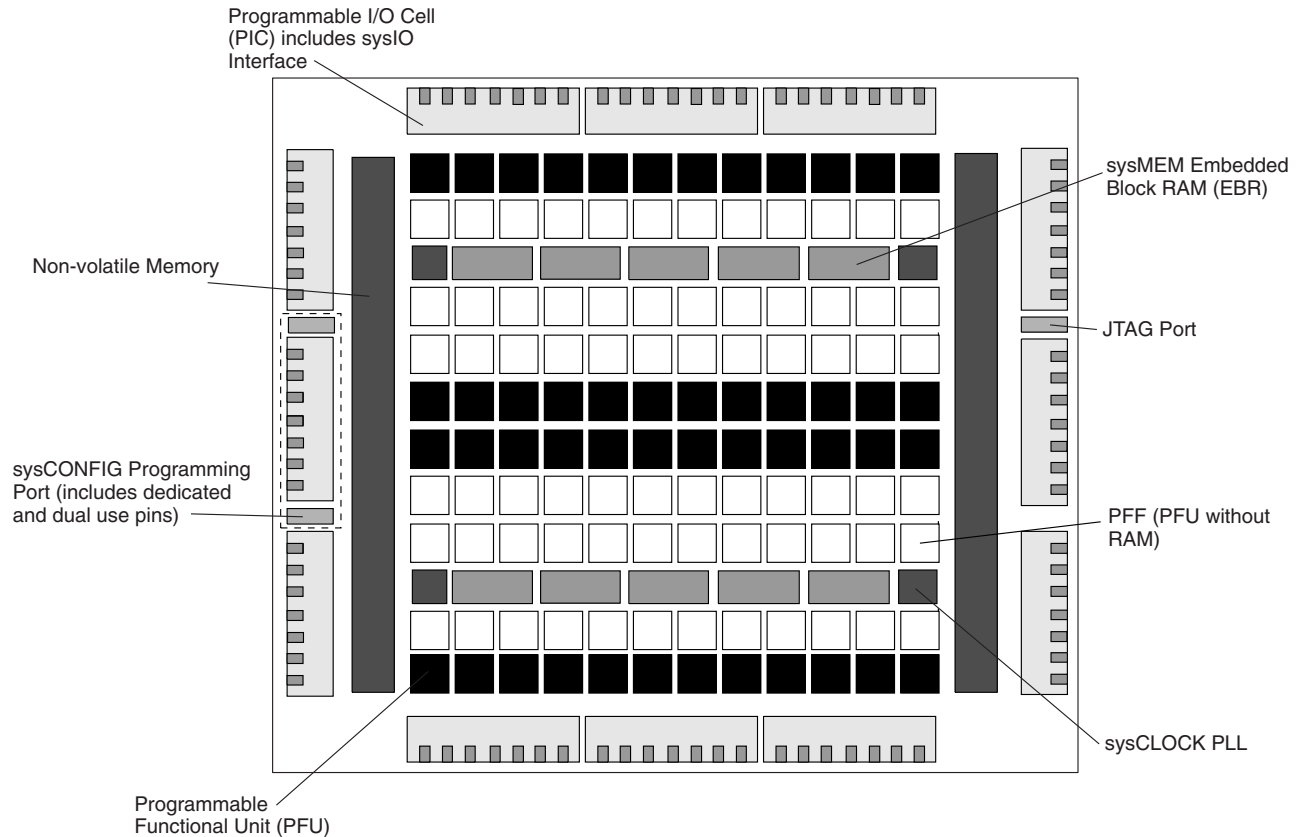 Programmable I/O Cell
(PIC) includes sysIO
Interface
sysMEM Embedded
Block RAM (EBR)
Non-volatile Memory
JTAG Port
sysCONFIG Programming
Port (includes dedicated
and dual use pins)
PFF (PFU without
RAM)
sysCLOCK PLL
Programmable
Functional Unit (PFU)